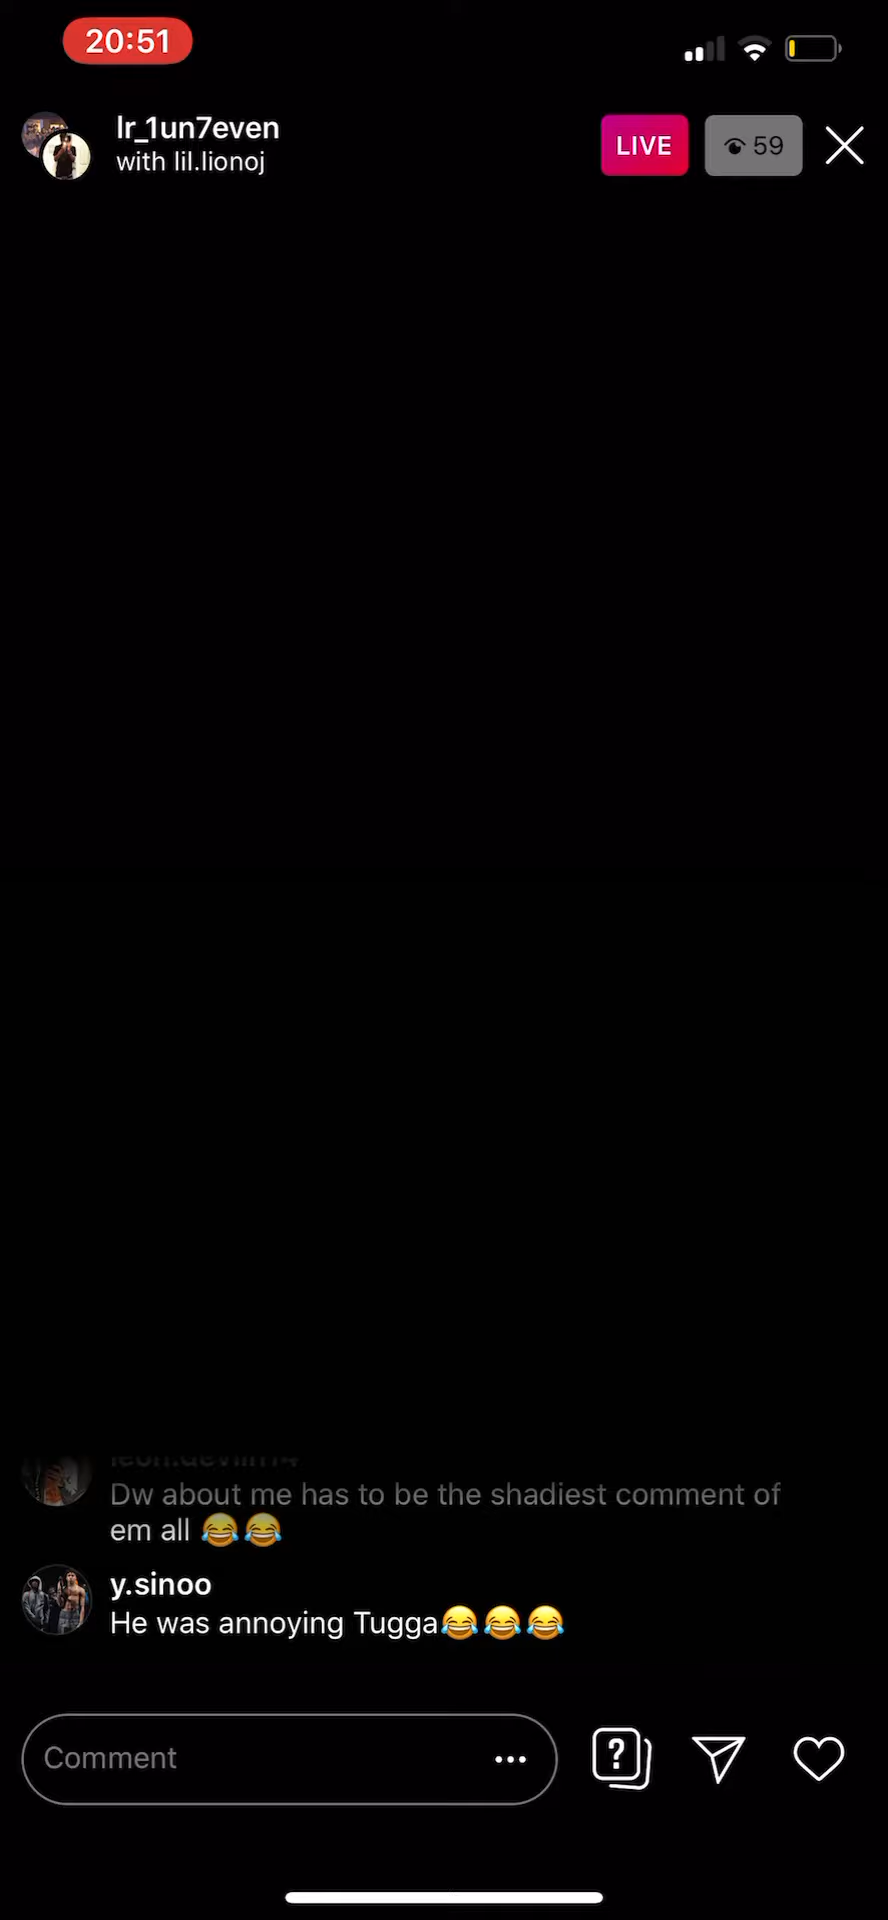 20:51
lr_1un7even
with lil.lionoj
LIVE
59
Dw about me has to be the shadiest comment of
em all 😂😂
y.sinoo
He was annoying Tugga😂😂😂
Comment